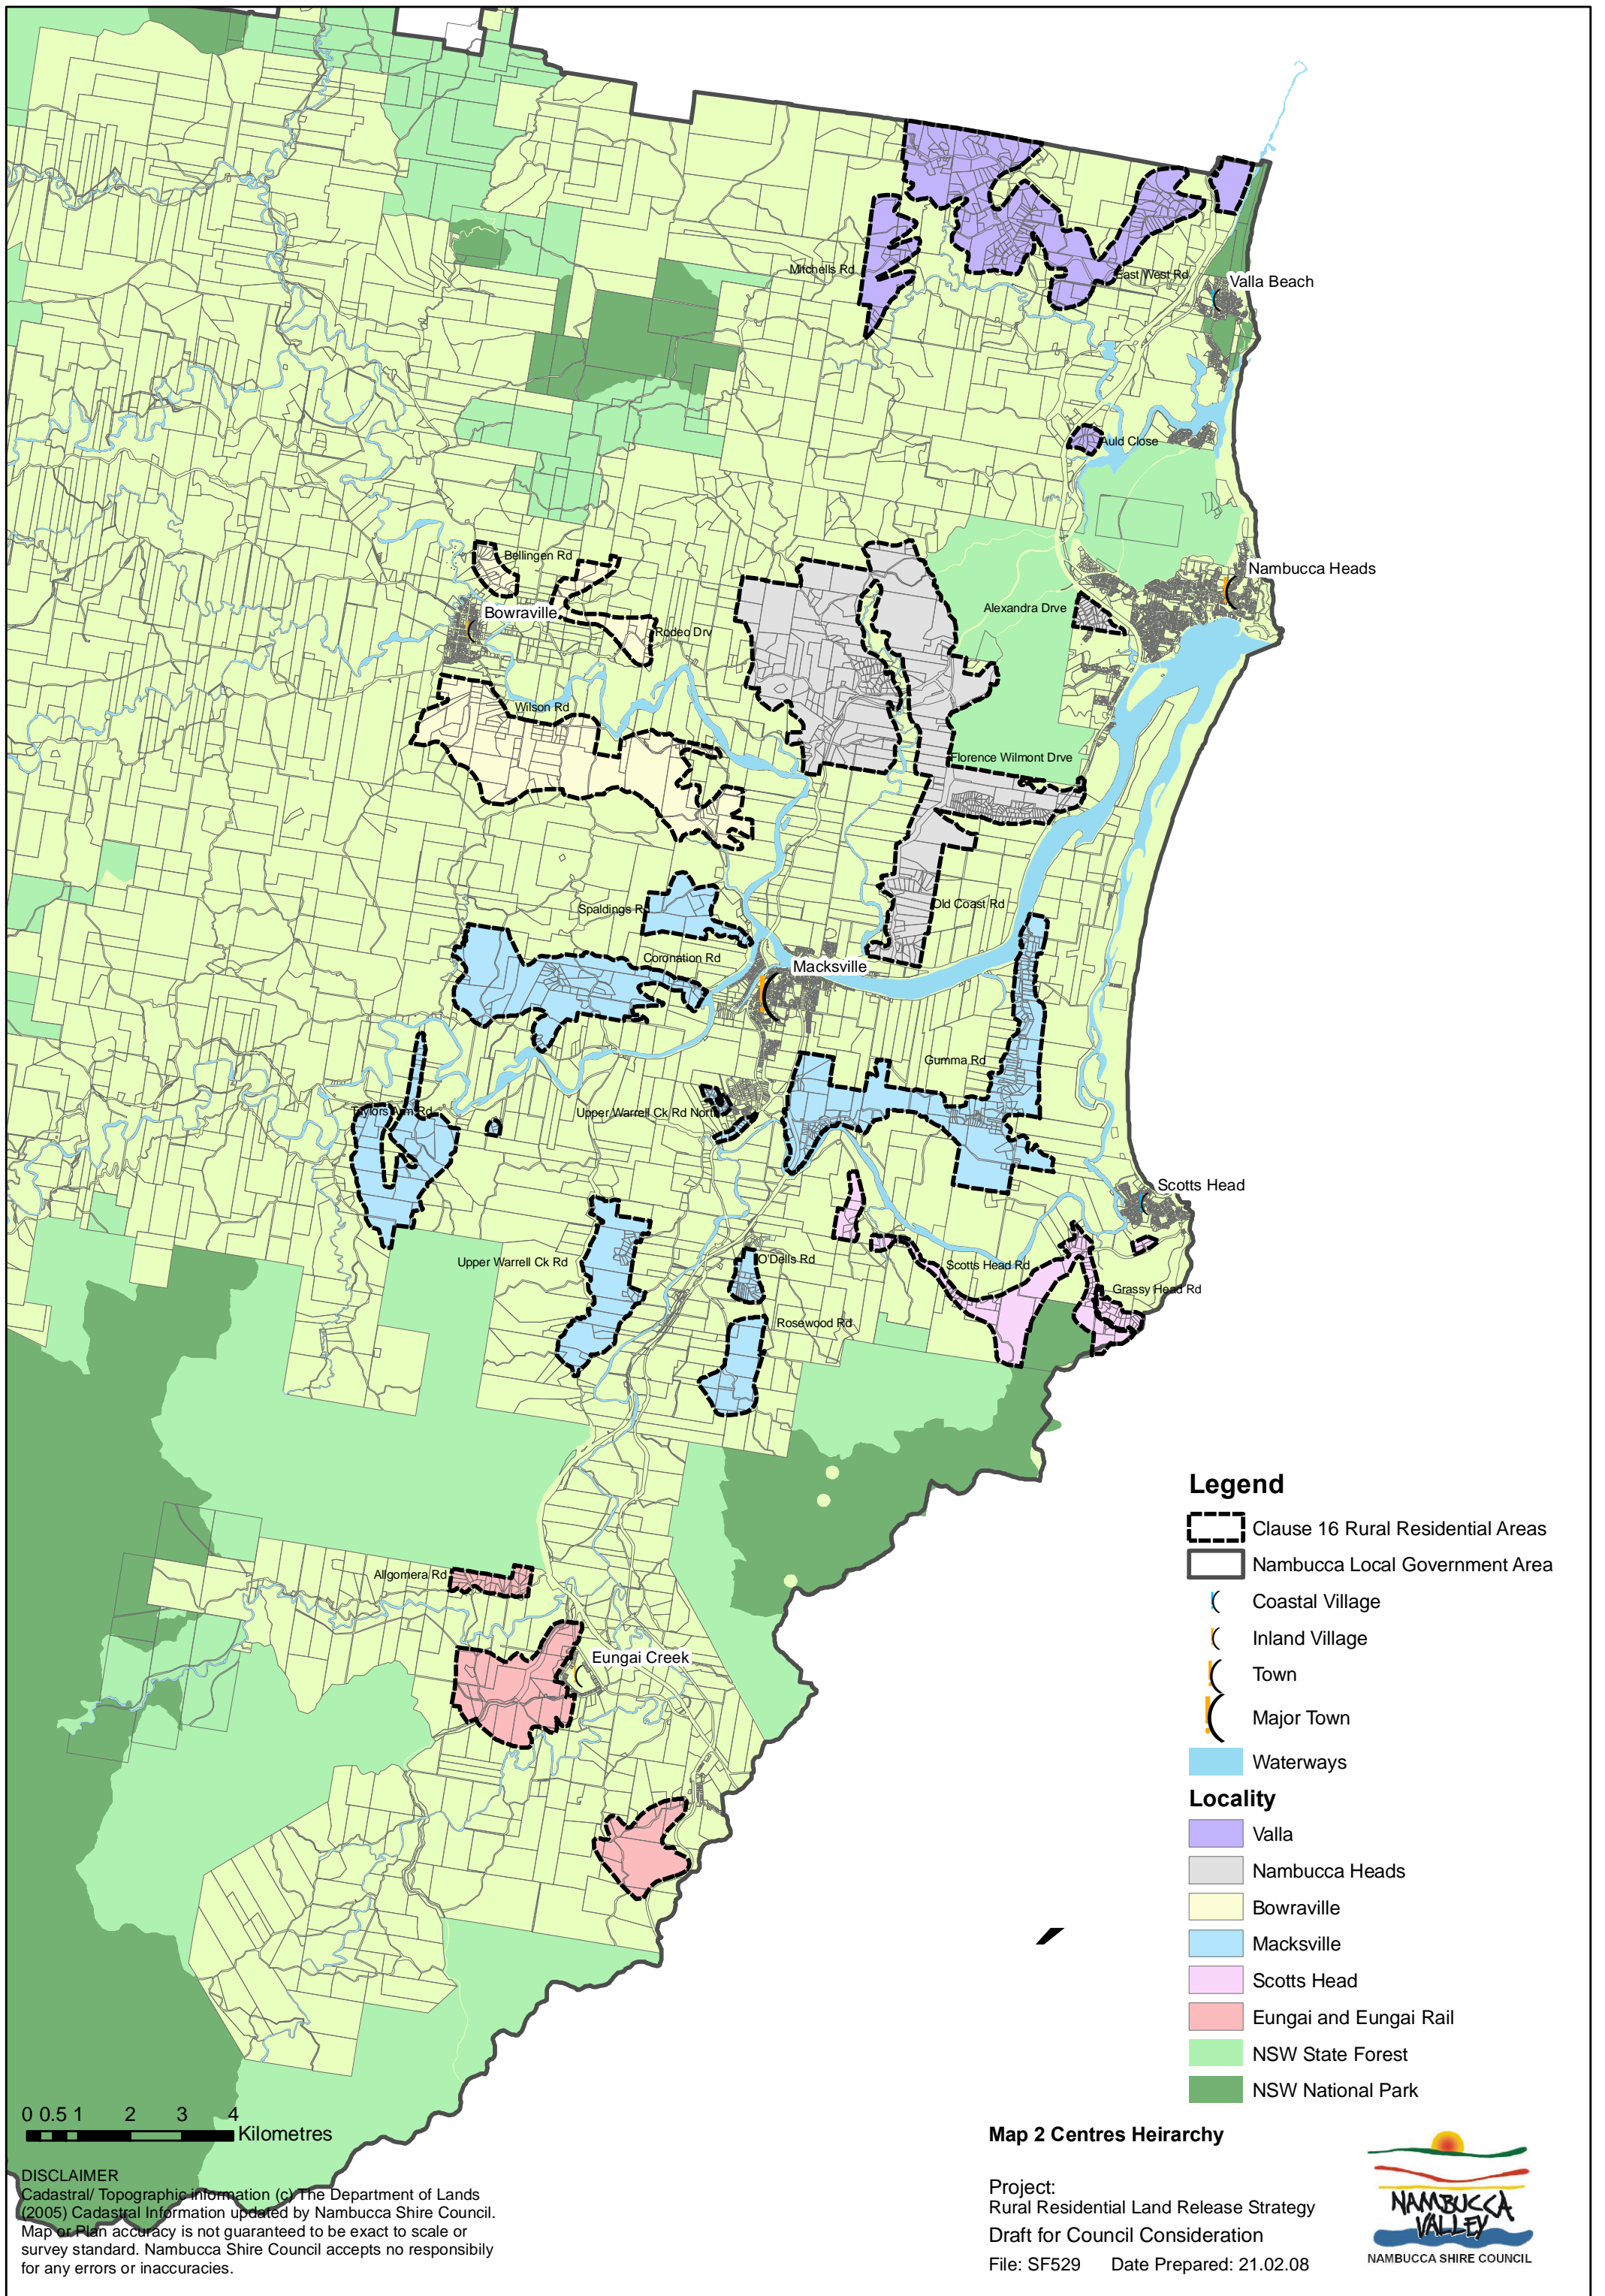 Mitchells Rd
East West Rd
Valla Beach
Auld Close
Bellingen Rd
Nambucca Heads
Bowraville
Alexandra Drve
Rodeo Drv
Wilson Rd
Florence Wilmont Drve
Spaldings Rd
Old Coast Rd
Coronation Rd
Macksville
Gumma Rd
Taylors Arm Rd
Upper Warrell Ck Rd North
Scotts Head
Upper Warrell Ck Rd
O'Dells Rd
Scotts Head Rd
Grassy Head Rd
Rosewood Rd
Allgomera Rd
Eungai Creek
Legend
Clause 16 Rural Residential Areas
Nambucca Local Government Area
Coastal Village
Inland Village
Town
Major Town
Waterways
Locality
Valla
Nambucca Heads
Bowraville
Macksville
Scotts Head
Eungai and Eungai Rail
NSW State Forest
NSW National Park
0 0.5 1 2 3 4
Kilometres
DISCLAIMER
Cadastral/ Topographic information (c) The Department of Lands
(2005) Cadastral Information updated by Nambucca Shire Council.
Map or Plan accuracy is not guaranteed to be exact to scale or
survey standard. Nambucca Shire Council accepts no responsibily
for any errors or inaccuracies.
Map 2 Centres Heirarchy
Project:
Rural Residential Land Release Strategy
Draft for Council Consideration
File: SF529 Date Prepared: 21.02.08
NAMBUCCA
VALLEY
NAMBUCCA SHIRE COUNCIL